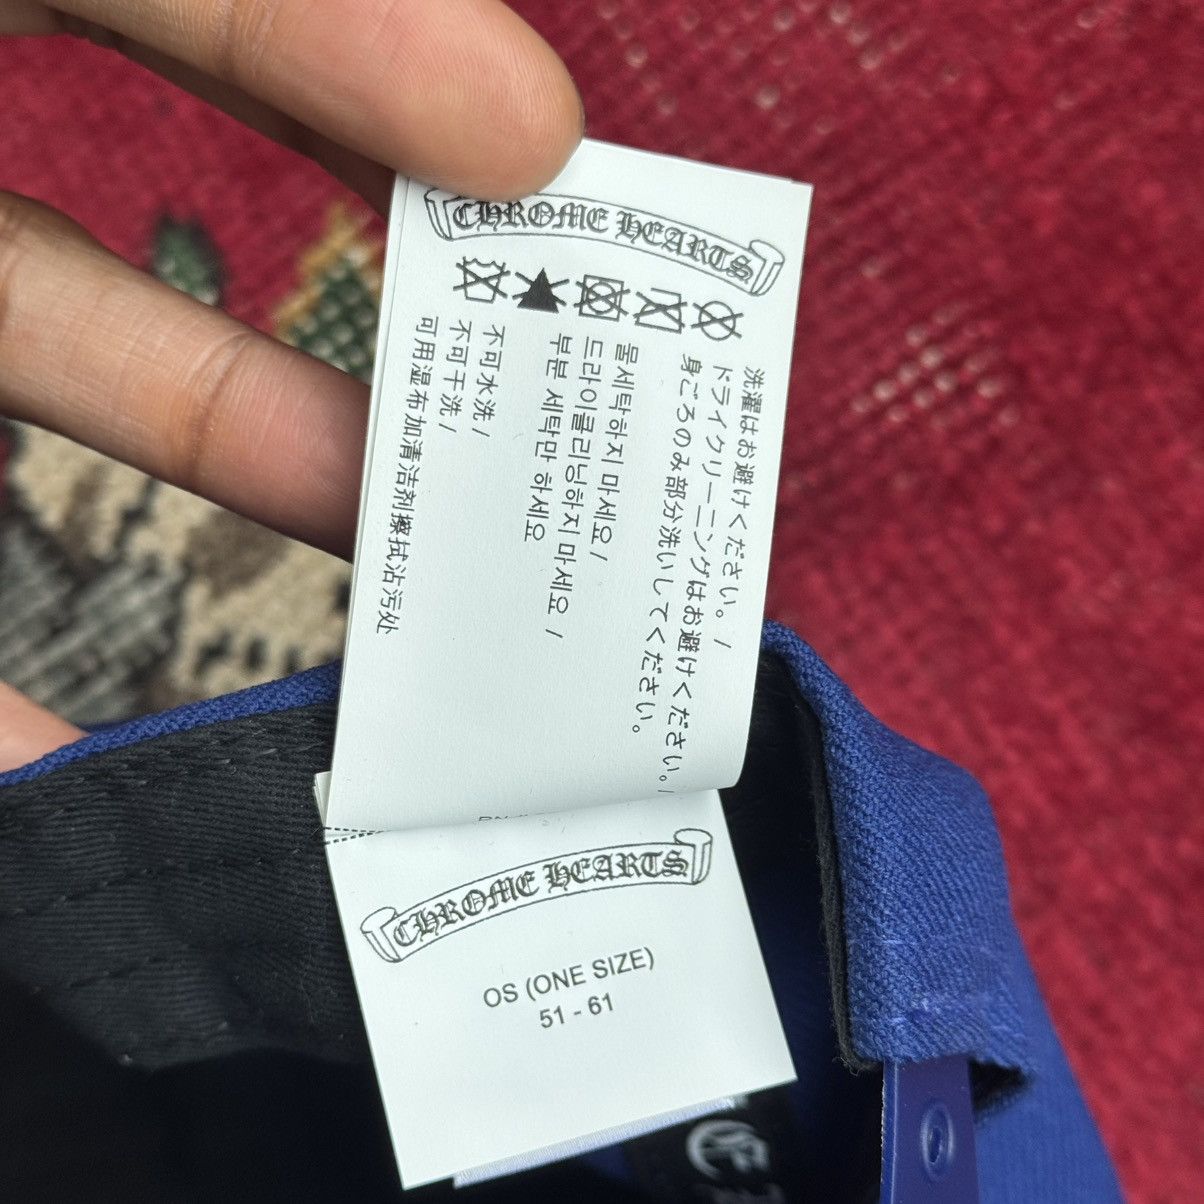 CHROME HEARTS
洗濯はお避けください。/
ドライクリーニングはお避けください。/
身ごろのみ部分洗いしてください。
물세탁하지 마세요 /
드라이클리닝하지 마세요 /
부분 세탁만 하세요
不可水洗 /
不可干洗 /
可用湿布加清洁剂擦拭沾污处
CHROME HEARTS
OS (ONE SIZE)
51 - 61